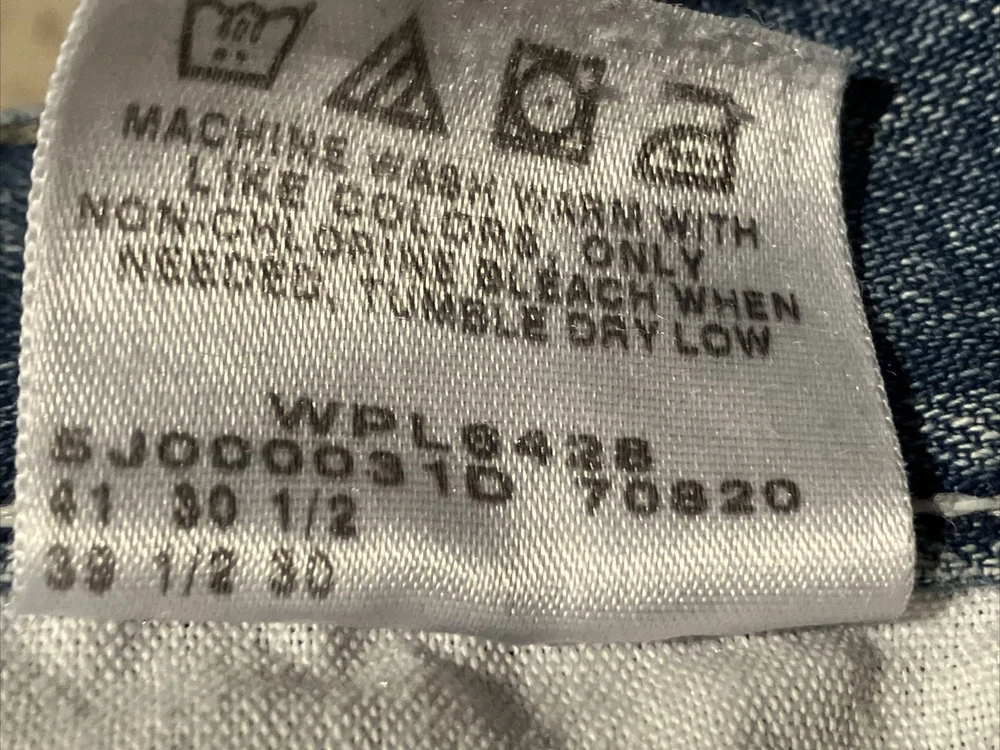 MACHINE WASH WARM WITH
LIKE COLORS. ONLY
NON-CHLORINE BLEACH WHEN
NEEDED, TUMBLE DRY LOW
WPL8428
5J0000310 70820
41 30 1/2
39 1/2 30